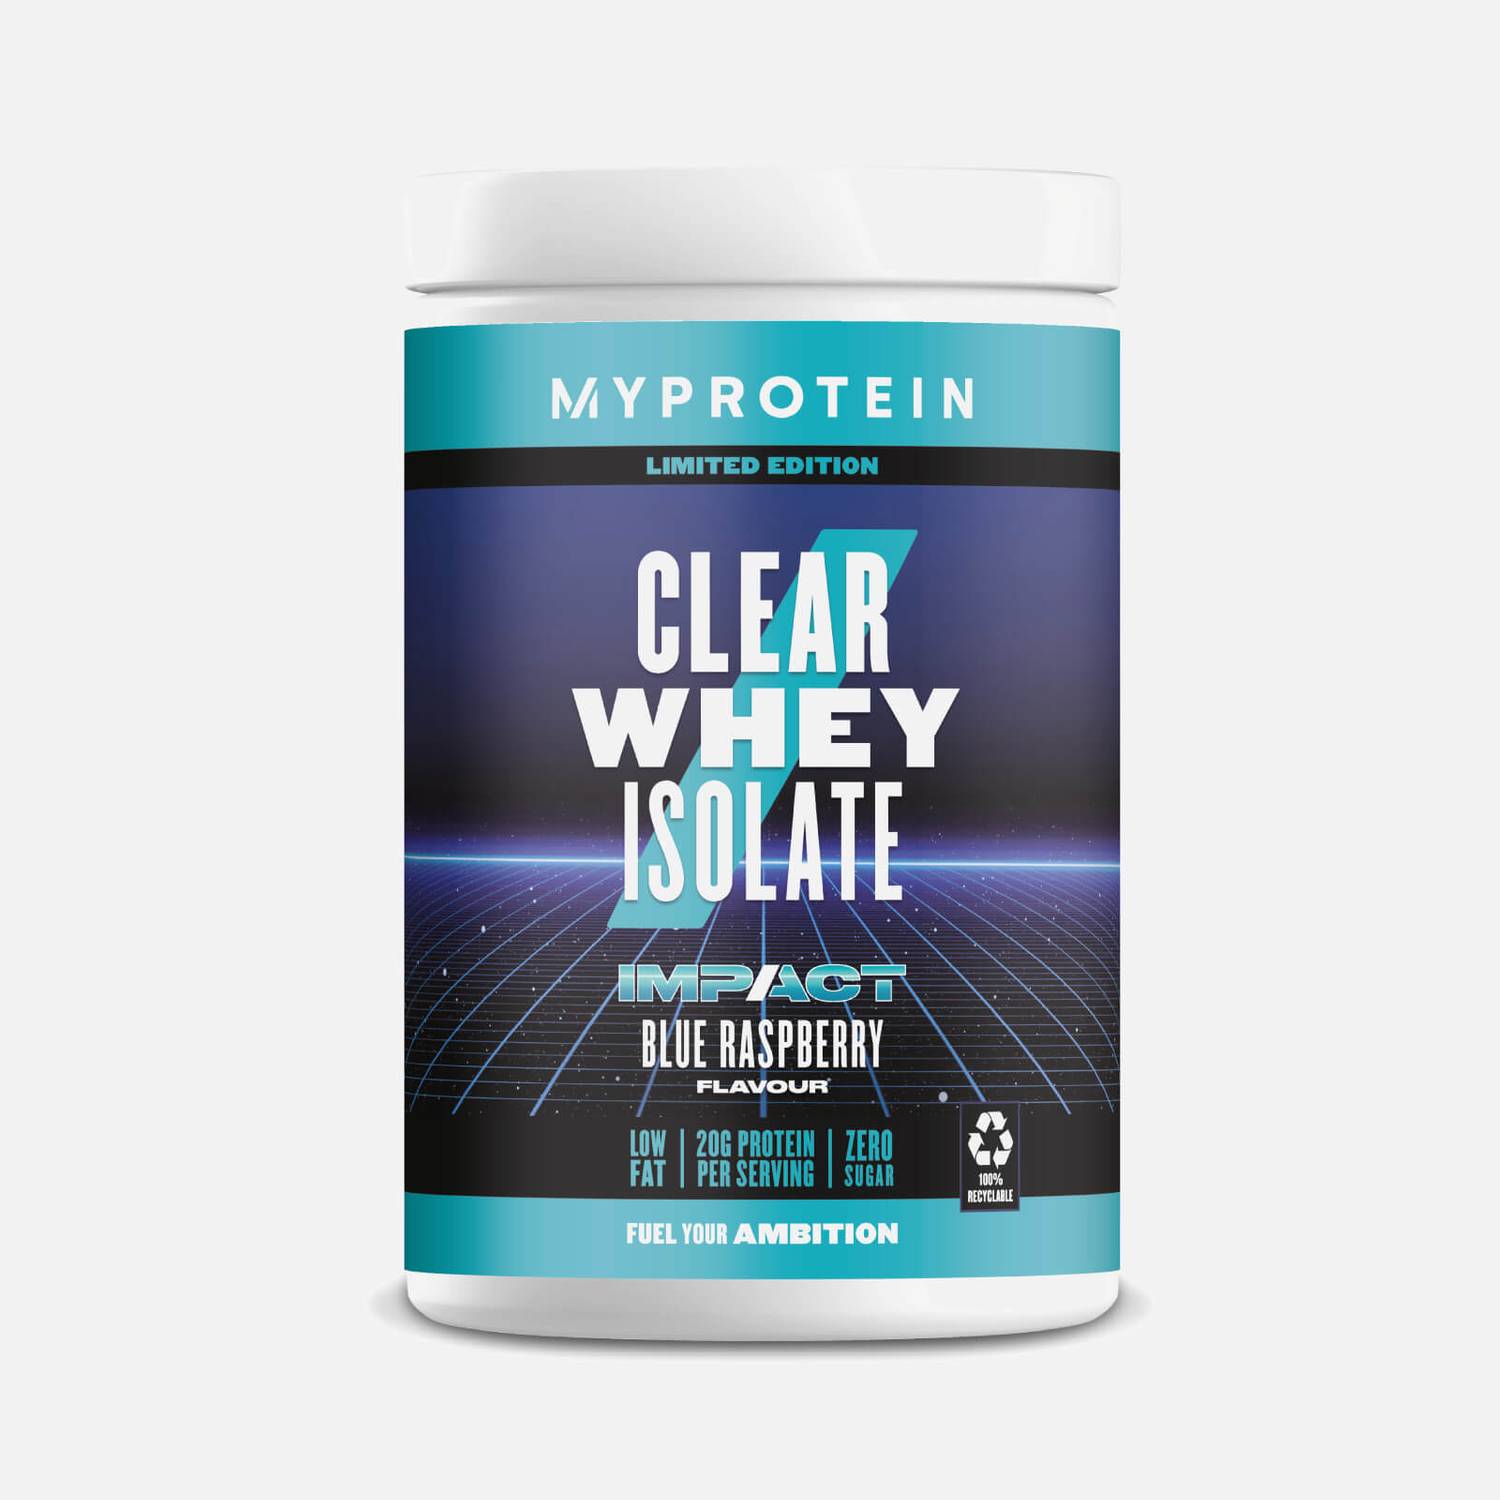 MYPROTEIN
LIMITED EDITION
CLEAR
WHEY
ISOLATE
IMPACT
BLUE RASPBERRY
FLAVOUR
LOW FAT | 20G PROTEIN PER SERVING | ZERO SUGAR
100%
RECYCLABLE
FUEL YOUR AMBITION